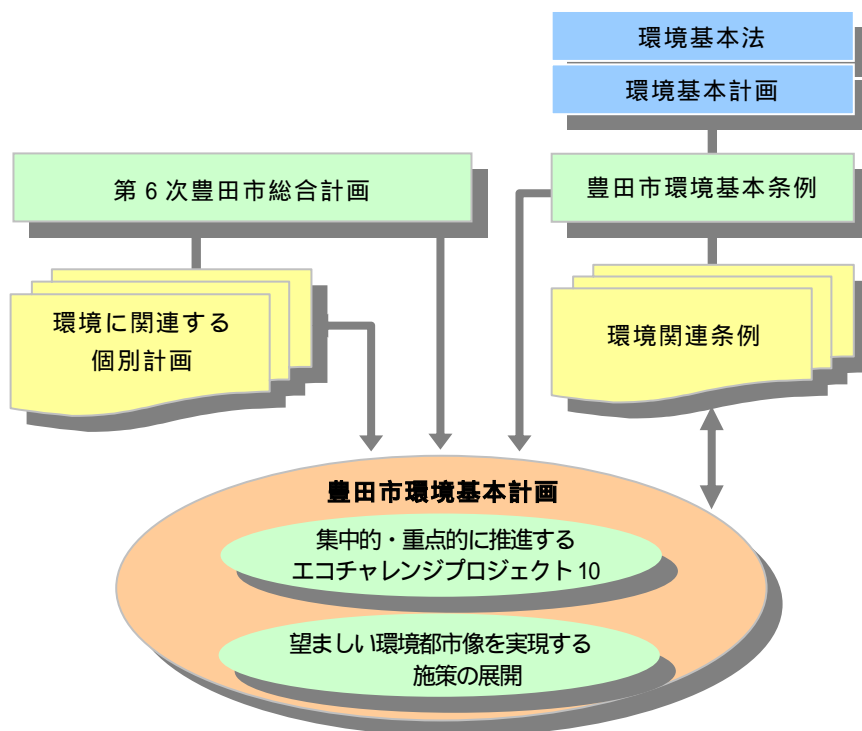 環境基本法
環境基本計画
第6次豊田市総合計画
豊田市環境基本条例
環境に関連する
個別計画
環境関連条例
豊田市環境基本計画
集中的・重点的に推進する
エコチャレンジプロジェクト10
望ましい環境都市像を実現する
施策の展開